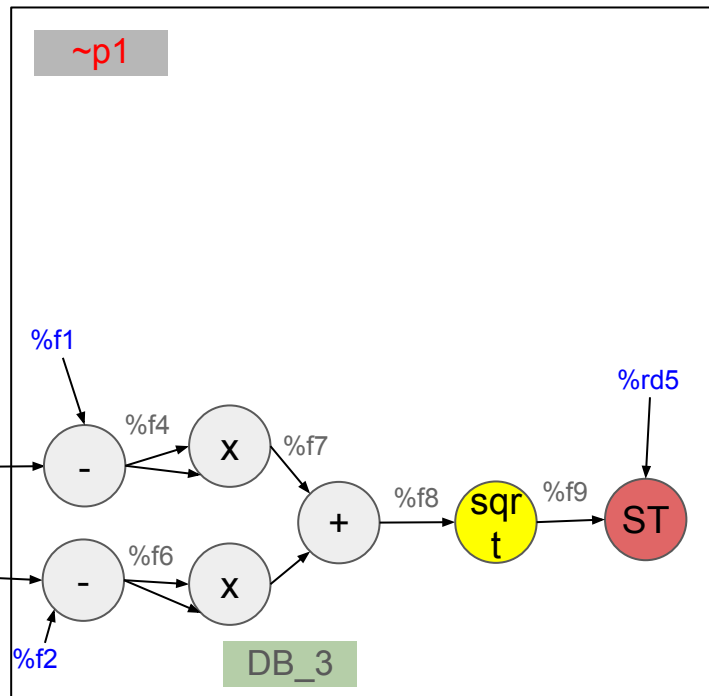 ~p1
%f1
%rd5
%f4
x
%f7
-
%f8
sqr
t
%f9
ST
+
%f6
-
x
%f2
DB_3